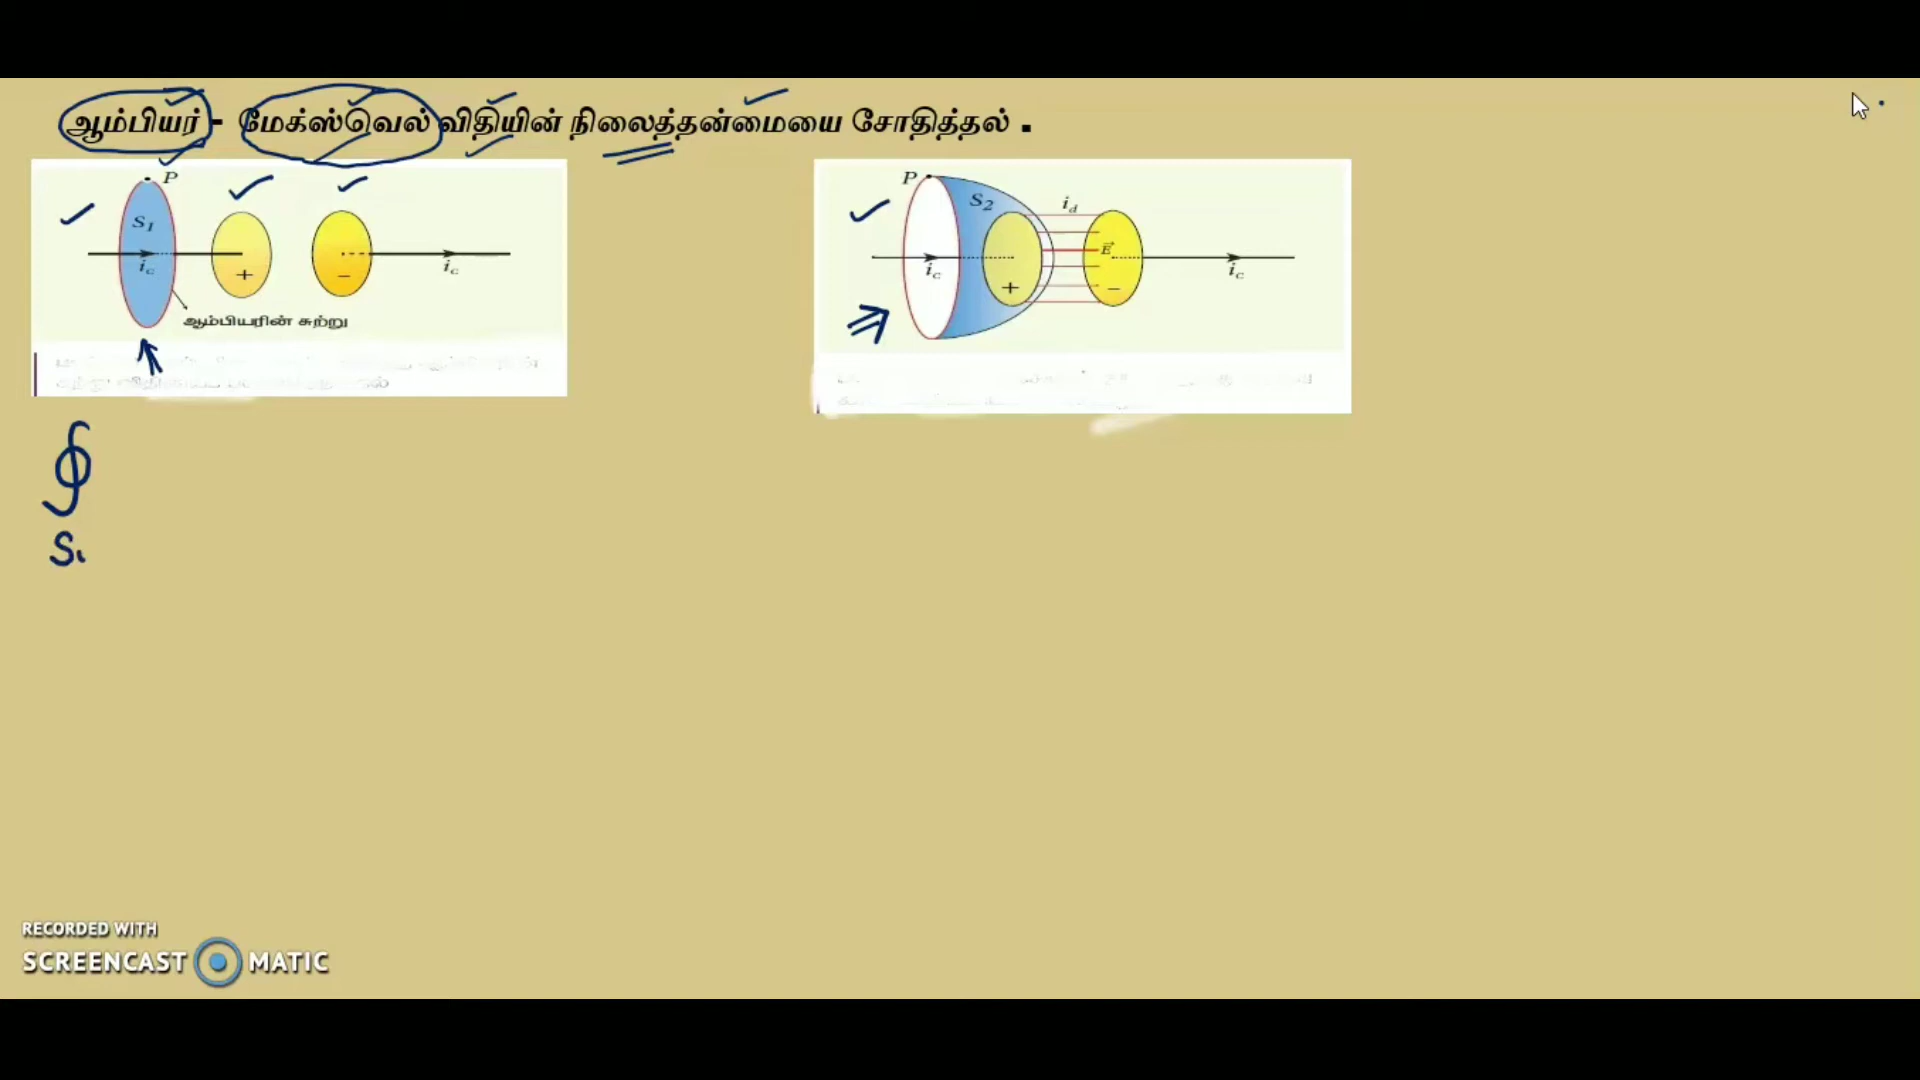 ஆம்பியர் - மேக்ஸ்வெல் விதியின் நிலைத்தன்மையை சோதித்தல் .
P
S1
ic
+
-
ic
ஆம்பியரின் சுற்று
P
S2
id
E
ic
+
-
ic
∮
S1
RECORDED WITH
SCREENCAST MATIC